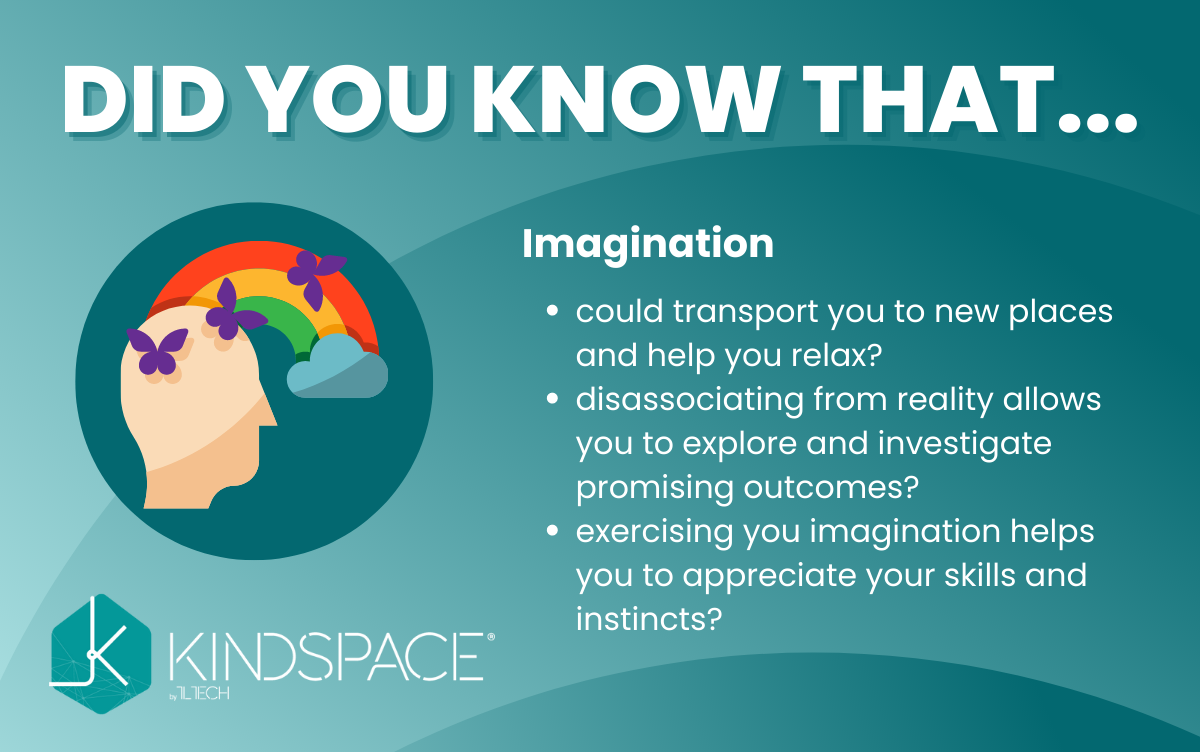 DID YOU KNOW THAT...
Imagination
• could transport you to new places
and help you relax?
• disassociating from reality allows
you to explore and investigate
promising outcomes?
• exercising you imagination helps
you to appreciate your skills and
instincts?
KINDSPACE®
by TLTECH